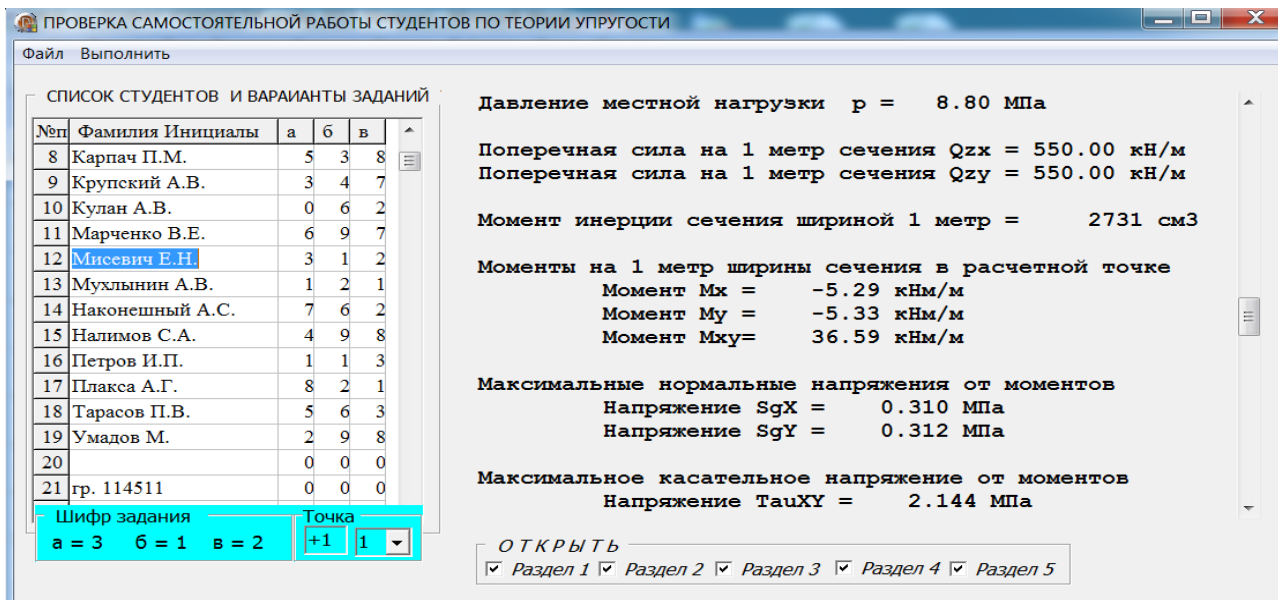 ПРОВЕРКА САМОСТОЯТЕЛЬНОЙ РАБОТЫ СТУДЕНТОВ ПО ТЕОРИИ УПРУГОСТИ
Файл Выполнить
СПИСОК СТУДЕНТОВ И ВАРАИАНТЫ ЗАДАНИЙ
№п Фамилия Инициалы а б в
8 Карпач П.М. 5 3 8
9 Крупский А.В. 3 4 7
10 Кулан А.В. 0 6 2
11 Марченко В.Е. 6 9 7
12 Мисевич Е.Н. 3 1 2
13 Мухлынин А.В. 1 2 1
14 Наконешный А.С. 7 6 2
15 Налимов С.А. 4 9 8
16 Петров И.П. 1 1 3
17 Плакса А.Г. 8 2 1
18 Тарасов П.В. 5 6 3
19 Умадов М. 2 9 8
20 0 0 0
21 гр. 114511 0 0 0
Шифр задания
а = 3 б = 1 в = 2
Точка
+1 1
Давление местной нагрузки p = 8.80 МПа
Поперечная сила на 1 метр сечения Qzx = 550.00 кН/м
Поперечная сила на 1 метр сечения Qzy = 550.00 кН/м
Момент инерции сечения шириной 1 метр = 2731 см3
Моменты на 1 метр ширины сечения в расчетной точке
Момент Mx = -5.29 кНм/м
Момент My = -5.33 кНм/м
Момент Mxy= 36.59 кНм/м
Максимальные нормальные напряжения от моментов
Напряжение SgX = 0.310 МПа
Напряжение SgY = 0.312 МПа
Максимальное касательное напряжение от моментов
Напряжение TauXY = 2.144 МПа
ОТКРЫТЬ
Раздел 1 Раздел 2 Раздел 3 Раздел 4 Раздел 5